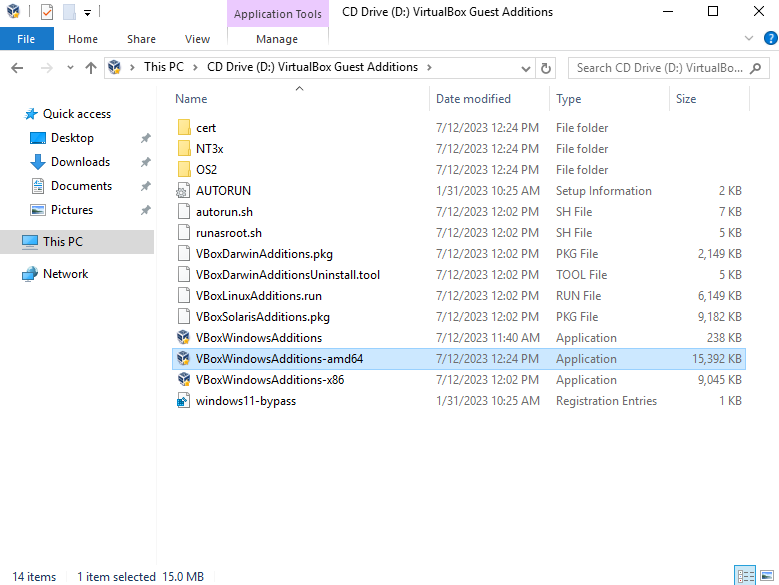 Application Tools
CD Drive (D:) VirtualBox Guest Additions
File
Home
Share
View
Manage
This PC
CD Drive (D:) VirtualBox Guest Additions
Search CD Drive (D:) VirtualBo...
Name
Date modified
Type
Size
Quick access
Desktop
Downloads
Documents
Pictures
This PC
Network
cert 7/12/2023 12:24 PM File folder
NT3x 7/12/2023 12:24 PM File folder
OS2 7/12/2023 12:24 PM File folder
AUTORUN 1/31/2023 10:25 AM Setup Information 2 KB
autorun.sh 7/12/2023 12:02 PM SH File 7 KB
runasroot.sh 7/12/2023 12:02 PM SH File 5 KB
VBoxDarwinAdditions.pkg 7/12/2023 12:02 PM PKG File 2,149 KB
VBoxDarwinAdditionsUninstall.tool 7/12/2023 12:02 PM TOOL File 5 KB
VBoxLinuxAdditions.run 7/12/2023 12:02 PM RUN File 6,149 KB
VBoxSolarisAdditions.pkg 7/12/2023 12:02 PM PKG File 9,182 KB
VBoxWindowsAdditions 7/12/2023 11:40 AM Application 238 KB
VBoxWindowsAdditions-amd64 7/12/2023 12:24 PM Application 15,392 KB
VBoxWindowsAdditions-x86 7/12/2023 12:02 PM Application 9,045 KB
windows11-bypass 1/31/2023 10:25 AM Registration Entries 1 KB
14 items 1 item selected 15.0 MB